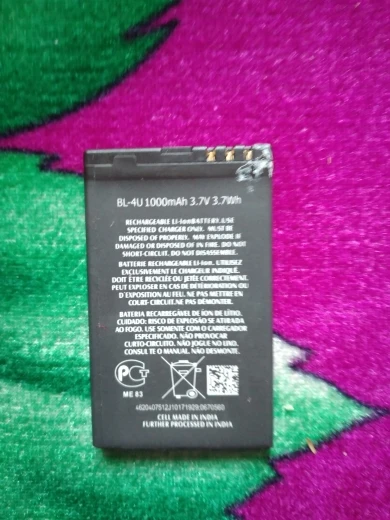 BL-4U 1000mAh 3.7V 3.7Wh
RECHARGEABLE Li-ion BATTERY. USE
SPECIFIED CHARGER ONLY. MUST BE
DISPOSED OF PROPERLY. MAY EXPLODE IF
DAMAGED OR DISPOSED OF IN FIRE. DO NOT
SHORT-CIRCUIT. DO NOT DISASSEMBLE.
BATTERIE RECHARGEABLE Li-ion. UTILISEZ
EXCLUSIVEMENT LE CHARGEUR INDIQUÉ.
DOIT ÊTRE RECYCLÉE OU JETÉE CORRECTEMENT.
PEUT EXPLOSER EN CAS DE DÉTÉRIORATION OU
D'EXPOSITION AU FEU. NE PAS METTRE EN
COURT-CIRCUIT. NE PAS DÉMONTER.
BATERIA RECARREGÁVEL DE ÍON DE LÍTIO.
CUIDADO: RISCO DE EXPLOSÃO SE ATIRADA
AO FOGO. USE SOMENTE COM O CARREGADOR
ESPECIFICADO. NÃO PROVOCAR
CURTO-CIRCUITO. NÃO JOGUE NO LIXO.
CONSULTE O MANUAL. NÃO DESMONTE.
ME 83
4620407512J10171929;0670560
CELL MADE IN INDIA
FURTHER PROCESSED IN INDIA